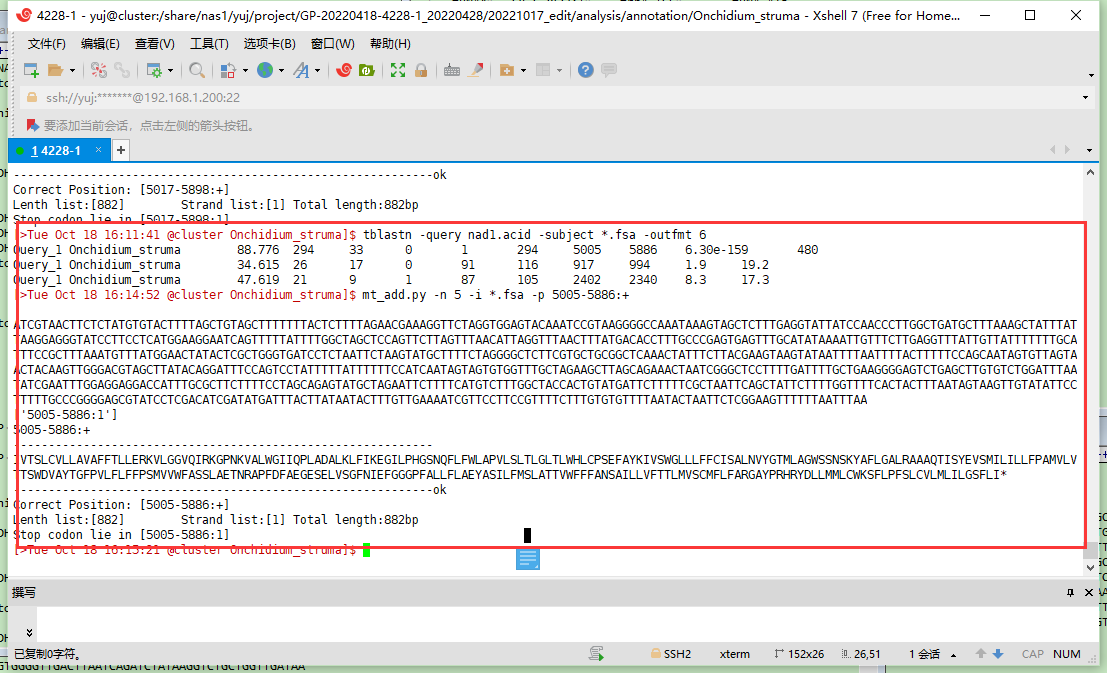 4228-1 - yuj@cluster:/share/nas1/yuj/project/GP-20220418-4228-1_20220428/20221017_edit/analysis/annotation/Onchidium_struma - Xshell 7 (Free for Home...
文件(F) 编辑(E) 查看(V) 工具(T) 选项卡(B) 窗口(W) 帮助(H)
ssh://yuj:*******@192.168.1.200:22
要添加当前会话，点击左侧的箭头按钮。
1 4228-1 × +
------------------------------------------------------------ok
Correct Position: [5017-5898:+]
Lenth list:[882] Strand list:[1] Total length:882bp
Stop codon lie in [5017-5898:1]
[>Tue Oct 18 16:11:41 @cluster Onchidium_struma]$ tblastn -query nad1.acid -subject *.fsa -outfmt 6
Query_1 Onchidium_struma 88.776 294 33 0 1 294 5005 5886 6.30e-159 480
Query_1 Onchidium_struma 34.615 26 17 0 91 116 917 994 1.9 19.2
Query_1 Onchidium_struma 47.619 21 9 1 87 105 2402 2340 8.3 17.3
[>Tue Oct 18 16:14:52 @cluster Onchidium_struma]$ mt_add.py -n 5 -i *.fsa -p 5005-5886:+
ATCGTAACTTCTCTATGTGTACTTTTAGCTGTAGCTTTTTTTACTCTTTTAGAACGAAAGGTTCTAGGTGGAGTACAAATCCGTAAGGGGCCAAATAAAGTAGCTCTTTGAGGTATTATCCAACCCTTGGCTGATGCTTTAAAGCTATTTAT
TAAGGAGGGTATCCTTCCTCATGGAAGGAATCAGTTTTTATTTTGGCTAGCTCCAGTTCTTAGTTTAACATTAGGTTTAACTTTATGACACCTTTGCCCGAGTGAGTTTGCATATAAAATTGTTTCTTGAGGTTTATTGTTATTTTTTTGCA
TTTCCGCTTTAAATGTTTATGGAACTATACTCGCTGGGTGATCCTCTAATTCTAAGTATGCTTTTCTAGGGGCTCTTCGTGCTGCGGCTCAAACTATTTCTTACGAAGTAAGTATAATTTTAATTTTACTTTTTCCAGCAATAGTGTTAGTA
ACTACAAGTTGGGACGTAGCTTATACAGGATTTCCAGTCCTATTTTTATTTTTTCCATCAATAGTAGTGTGGTTTGCTAGAAGCTTAGCAGAAACTAATCGGGCTCCTTTTGATTTTGCTGAAGGGGAGTCTGAGCTTGTGTCTGGATTTAA
TATCGAATTTGGAGGAGGACCATTTGCGCTTCTTTTCCTAGCAGAGTATGCTAGAATTCTTTTCATGTCTTTGGCTACCACTGTATGATTCTTTTTCGCTAATTCAGCTATTCTTTTGGTTTTCACTACTTTAATAGTAAGTTGTATATTCC
TTTTTGCCCGGGGAGCGTATCCTCGACATCGATATGATTTACTTATAATACTTTGTTGAAAATCGTTCCTTCCGTTTTCTTTGTGTGTTTTAATACTAATTCTCGGAAGTTTTTTAATTTAA
['5005-5886:1']
5005-5886:+
------------------------------------------------------------
IVTSLCVLLAVAFFTLLERKVLGGVQIRKGPNKVALWGIIQPLADALKLFIKEGILPHGSNQFLFWLAPVLSLTLGLTLWHLCPSEFAYKIVSWGLLLFFCISALNVYGTMLAGWSSNSKYAFLGALRAAAQTISYEVSMILILLFPAMVLV
TTSWDVAYTGFPVLFLFFPSMVVWFASSLAETNRAPFDFAEGESELVSGFNIEFGGGPFALLFLAEYASILFMSLATTVWFFFANSAILLVFTTLMVSCMFLFARGAYPRHRYDLLMMLCWKSFLPFSLCVLMLILGSFLI*
------------------------------------------------------------ok
Correct Position: [5005-5886:+]
Lenth list:[882] Strand list:[1] Total length:882bp
Stop codon lie in [5005-5886:1]
[>Tue Oct 18 16:15:21 @cluster Onchidium_struma]$
撰写
已复制0字符。 SSH2 xterm 152x26 26,51 1 会话 CAP NUM